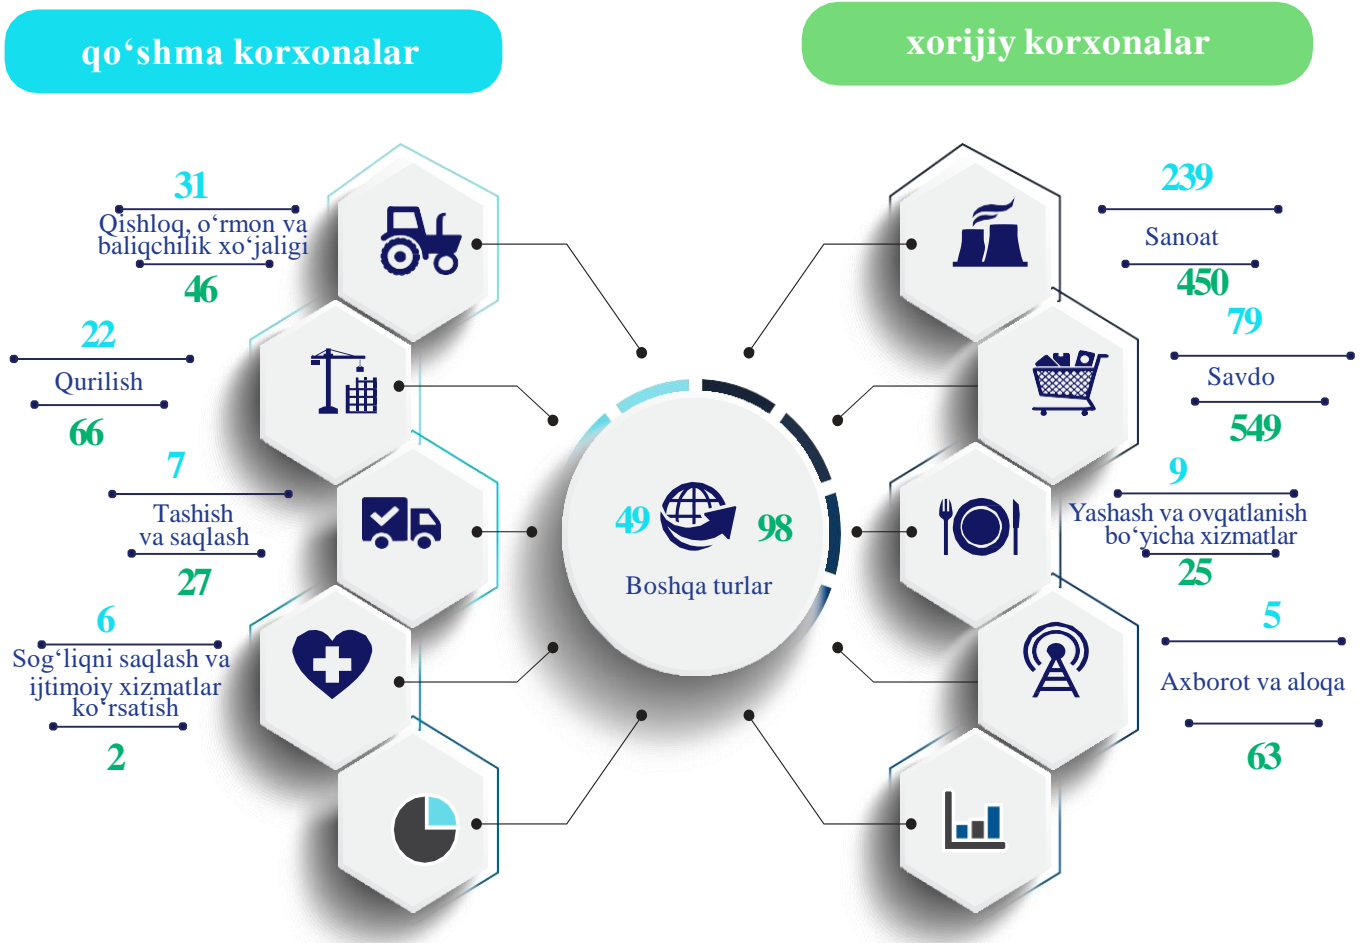 qo‘shma korxonalar
xorijiy korxonalar
31
Qishloq, o‘rmon va
baliqchilik xo‘jaligi
46
22
Qurilish
66
7
Tashish
va saqlash
27
6
Sog‘liqni saqlash va
ijtimoiy xizmatlar
ko‘rsatish
2
49
98
Boshqa turlar
239
Sanoat
450
79
Savdo
549
9
Yashash va ovqatlanish
bo‘yicha xizmatlar
25
5
Axborot va aloqa
63